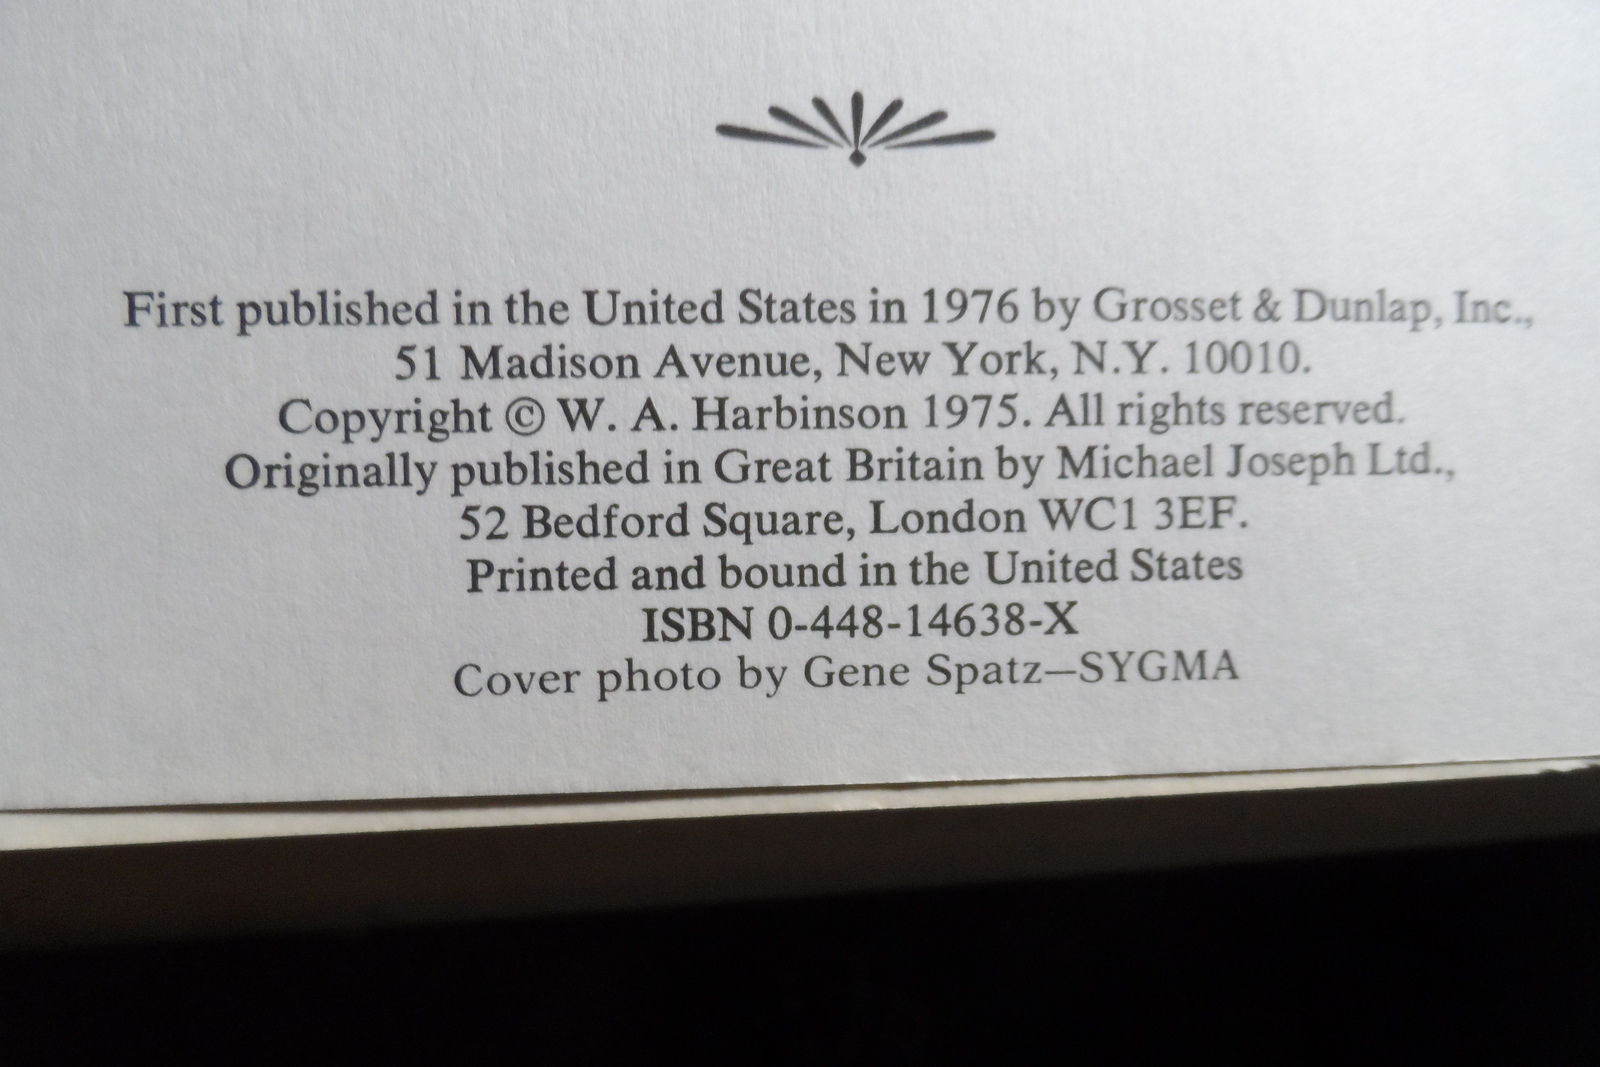 First published in the United States in 1976 by Grosset & Dunlap, Inc.,
51 Madison Avenue, New York, N.Y. 10010.
Copyright © W. A. Harbinson 1975. All rights reserved.
Originally published in Great Britain by Michael Joseph Ltd.,
52 Bedford Square, London WC1 3EF.
Printed and bound in the United States
ISBN 0-448-14638-X
Cover photo by Gene Spatz—SYGMA